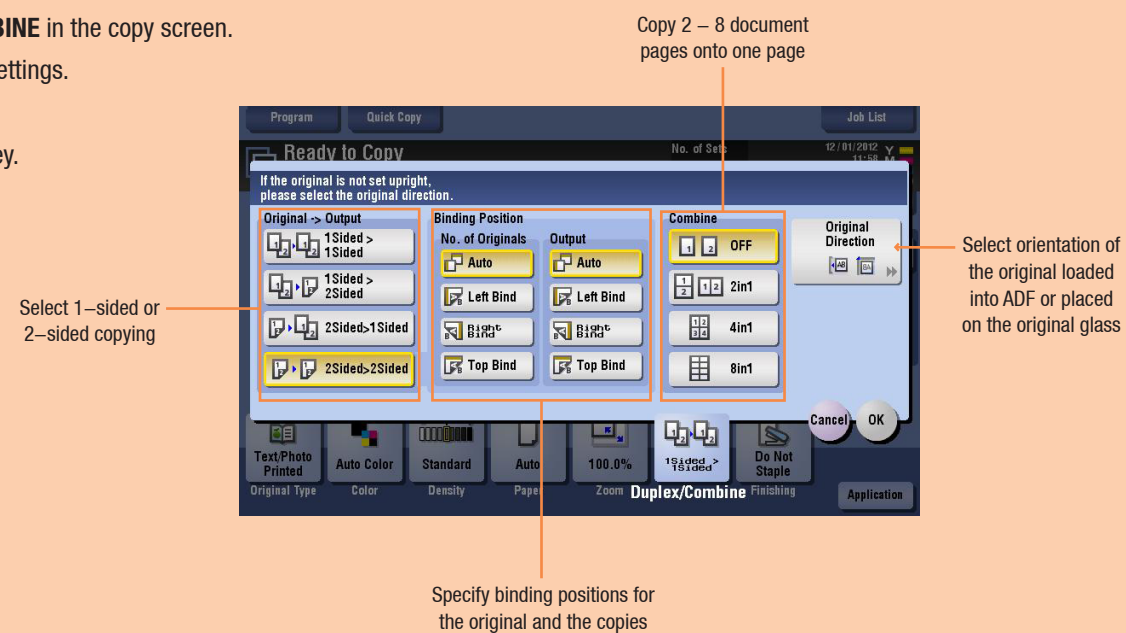 BINE in the copy screen.
ettings.
ey.
Copy 2 – 8 document
pages onto one page
Program
Quick Copy
Job List
Ready to Copy
No. of Sets
12/01/2012
11:58
Y
M
If the original is not set upright,
please select the original direction.
Original -> Output
1Sided >
1Sided
1Sided >
2Sided
2Sided>1Sided
2Sided>2Sided
Binding Position
No. of Originals
Auto
Left Bind
Right
Bind
Top Bind
Output
Auto
Left Bind
Right
Bind
Top Bind
Combine
OFF
2in1
4in1
8in1
Original
Direction
Cancel
OK
Select 1–sided or
2–sided copying
Select orientation of
the original loaded
into ADF or placed
on the original glass
Text/Photo
Printed
Auto Color
Standard
Auto
100.0%
1Sided >
1Sided
Do Not
Staple
Original Type
Color
Density
Paper
Zoom
Duplex/Combine
Finishing
Application
Specify binding positions for
the original and the copies